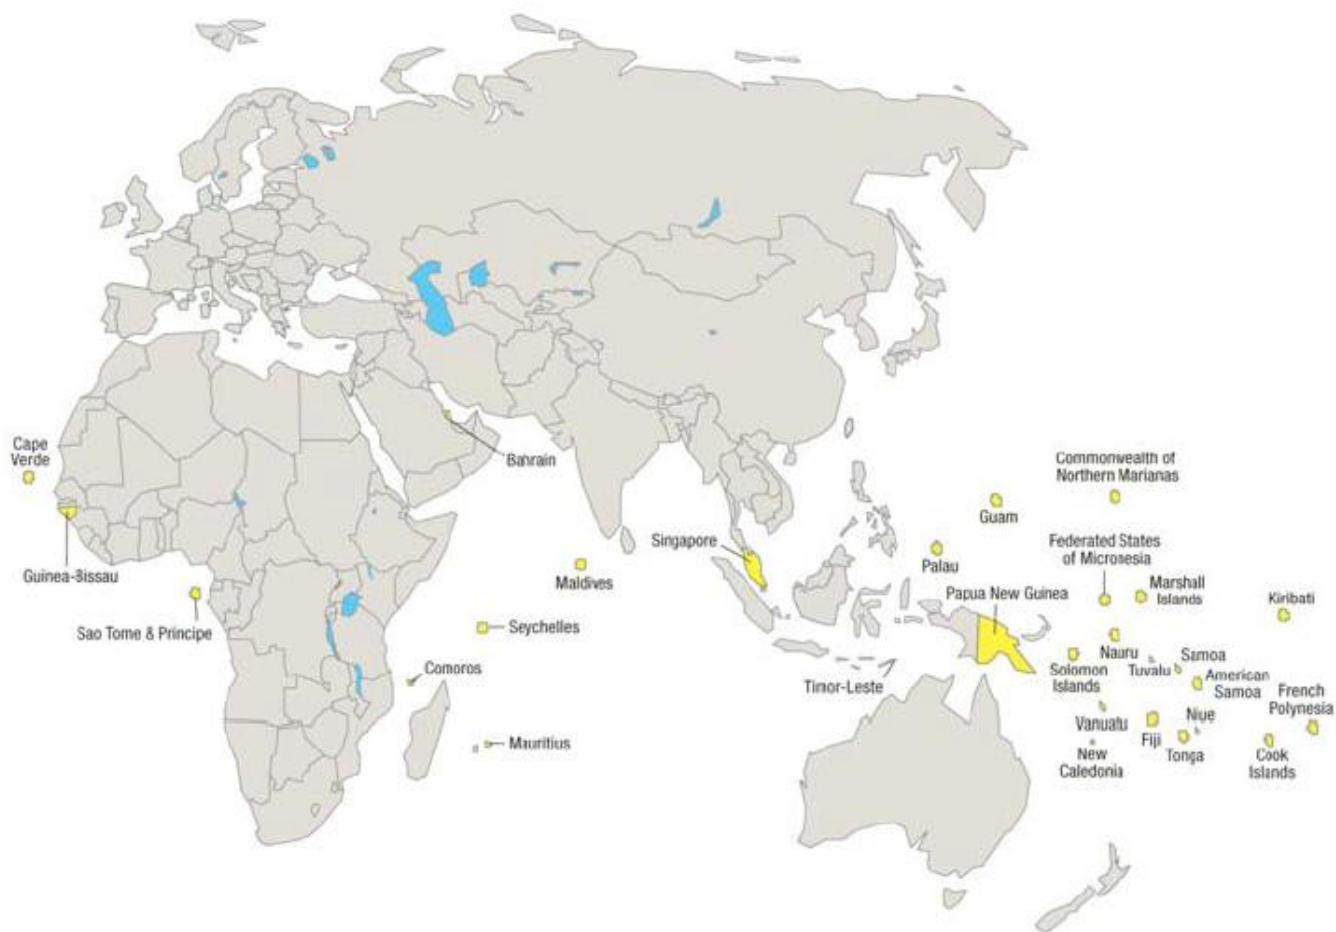 Cape
Verde
Guinea-Bissau
Sao Tome & Principe
Bahrain
Maldives
Seychelles
Comoros
Mauritius
Singapore
Timor-Leste
Palau
Guam
Commonwealth of
Northern Marianas
Federated States
of Micronesia
Papua New Guinea
Marshall
Islands
Kiribati
Nauru
Solomon
Islands
Tuvalu
Samoa
American
Samoa
French
Polynesia
Vanuatu
Fiji
Niue
Tonga
New
Caledonia
Cook
Islands